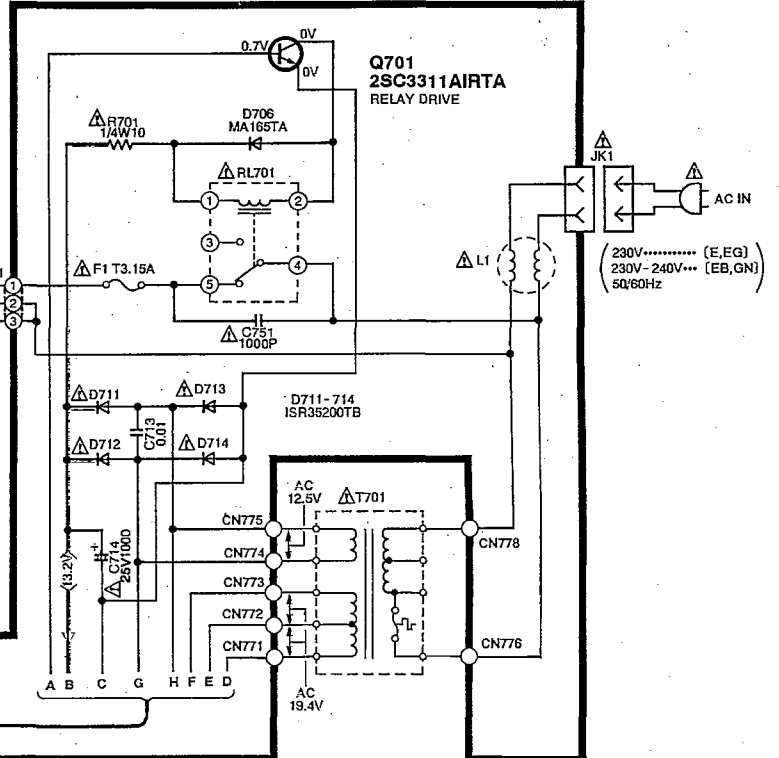 0V
0.7V
0V
Q701
2SC3311AIRTA
RELAY DRIVE
R701
1/4W10
D706
MA165TA
RL701
1
2
3
4
5
JK1
AC IN
230V············ (E,EG)
230V-240V··· (EB,GN)
50/60Hz
L1
F1 T3.15A
1
2
3
C751
1000P
D711
D713
D711-714
ISR35200TB
C713
0.01
D712
D714
AC
12.5V
T701
CN775
CN774
CN773
CN772
CN771
CN778
CN776
13.2V
+
C714
25V1000
AC
19.4V
A B C G H F E D